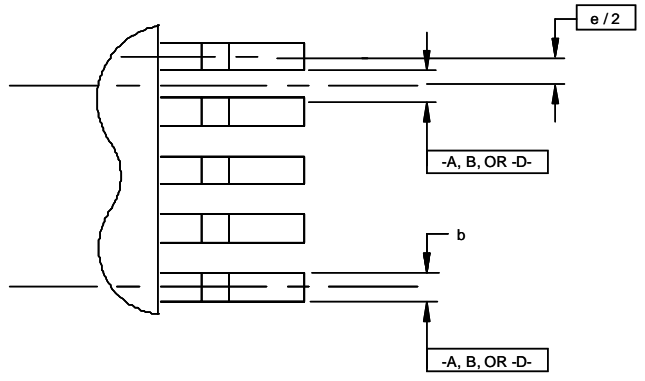 e / 2
-A, B, OR -D-
b
-A, B, OR -D-